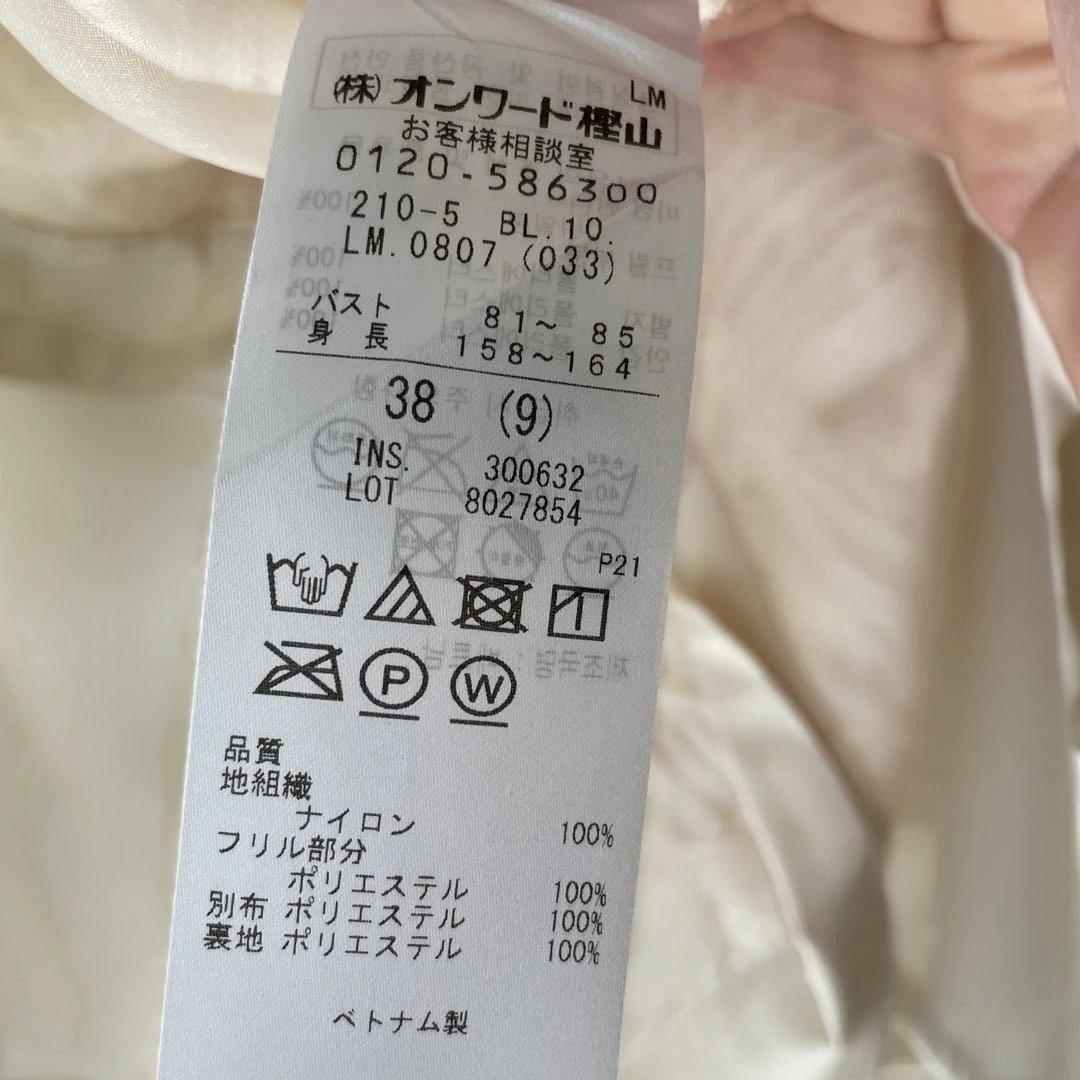 LM
(株)オンワード樫山
お客様相談室
0120-586300
210-5 BL.10.
LM.0807 (033)
バスト 81～ 85
身 長 158～164
38 (9)
INS. 300632
LOT 8027854
P21
P W
品質
地組織
ナイロン 100%
フリル部分
ポリエステル 100%
別布 ポリエステル 100%
裏地 ポリエステル 100%
ベトナム製